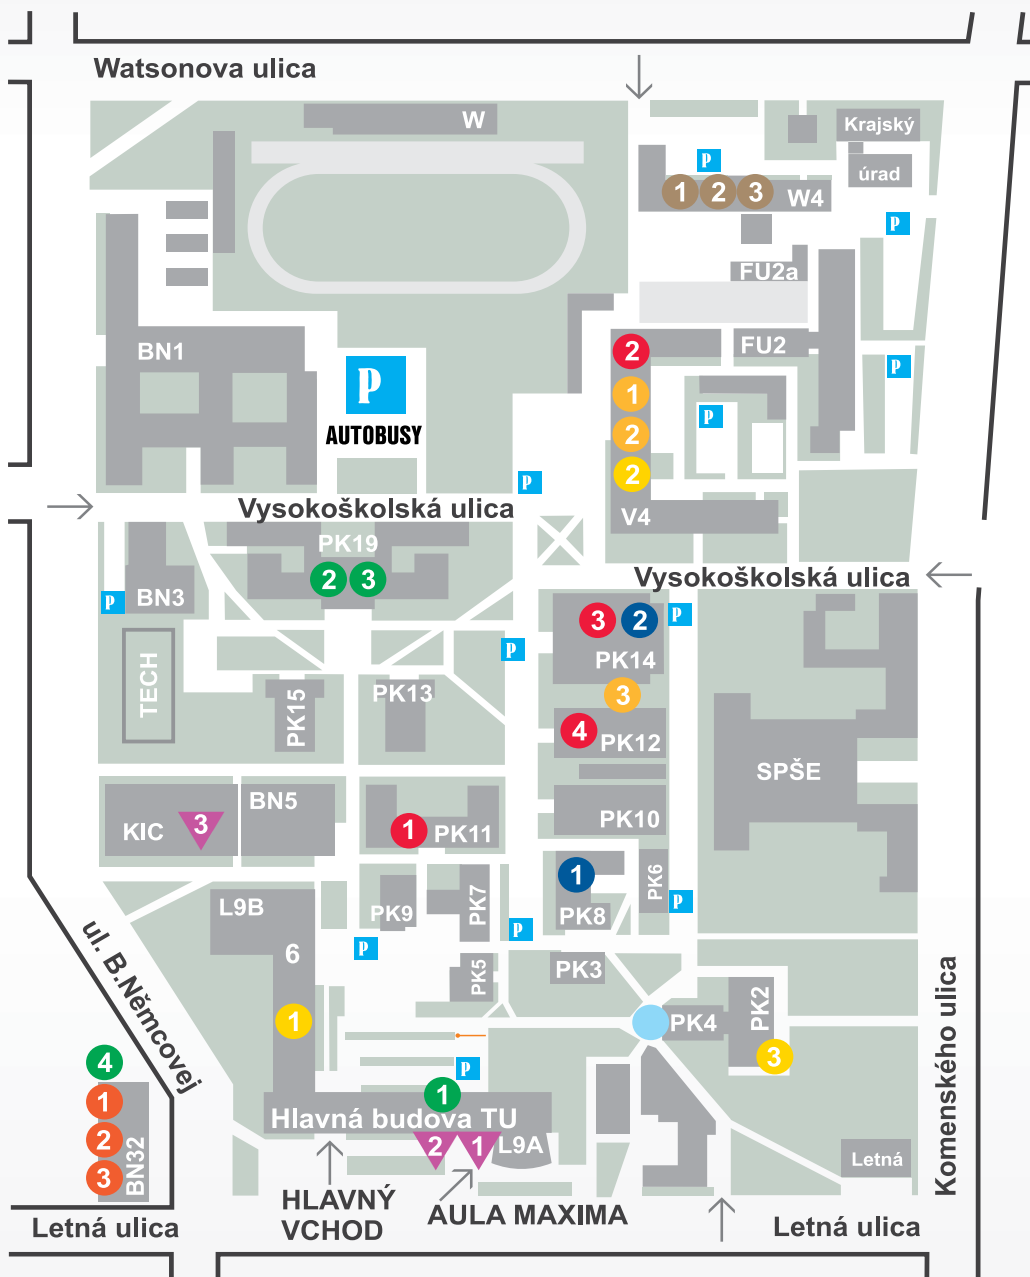 Watsonova ulica
W
Krajský
úrad
P
1 2 3 W4
P
FU2a
BN1
FU2
2
P
AUTOBUSY
P
1
P
2
2
P
Vysokoškolská ulica
V4
PK19
2 3
Vysokoškolská ulica
BN3
P
3 2
P
PK14
P
TECH
PK15
PK13
3
4 PK12
SPŠE
BN5
KIC 3
1 PK11
PK10
1
PK6
L9B
PK9
PK7
PK8
P
P
P
6
PK5
PK3
ul. B.Němcovej
1
PK4
PK2
3
Komenského ulica
4
P
1
1
Hlavná budova TU
2
2 1 L9A
3
BN32
Letná
HLAVNÝ
VCHOD
AULA MAXIMA
Letná ulica
Letná ulica